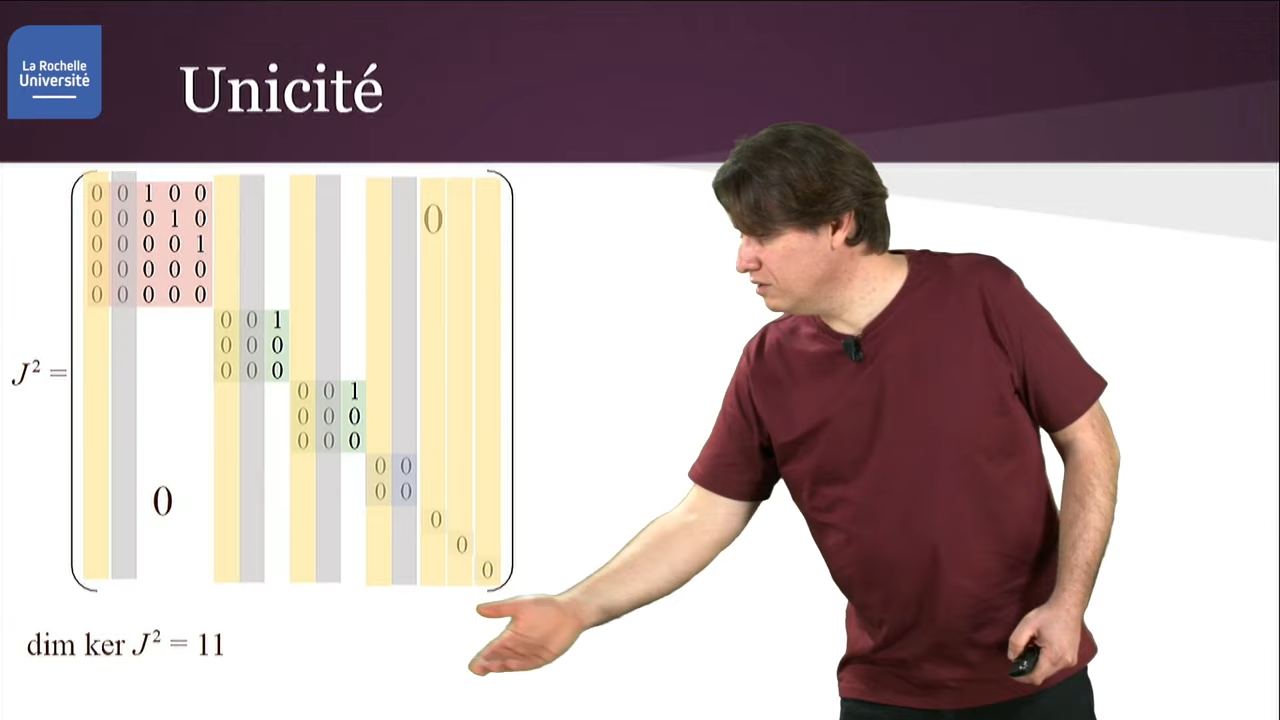 La Rochelle
Université
Unicité
0 0 1 0 0
0 0 0 1 0 0
0 0 0 0 1
0 0 0 0 0
0 0 0 0 0
0 0 1
0 0 0
J² = 0 0 0
0 0 1
0 0 0
0 0 0
0 0
0 0 0
0
0
0
dim ker J² = 11